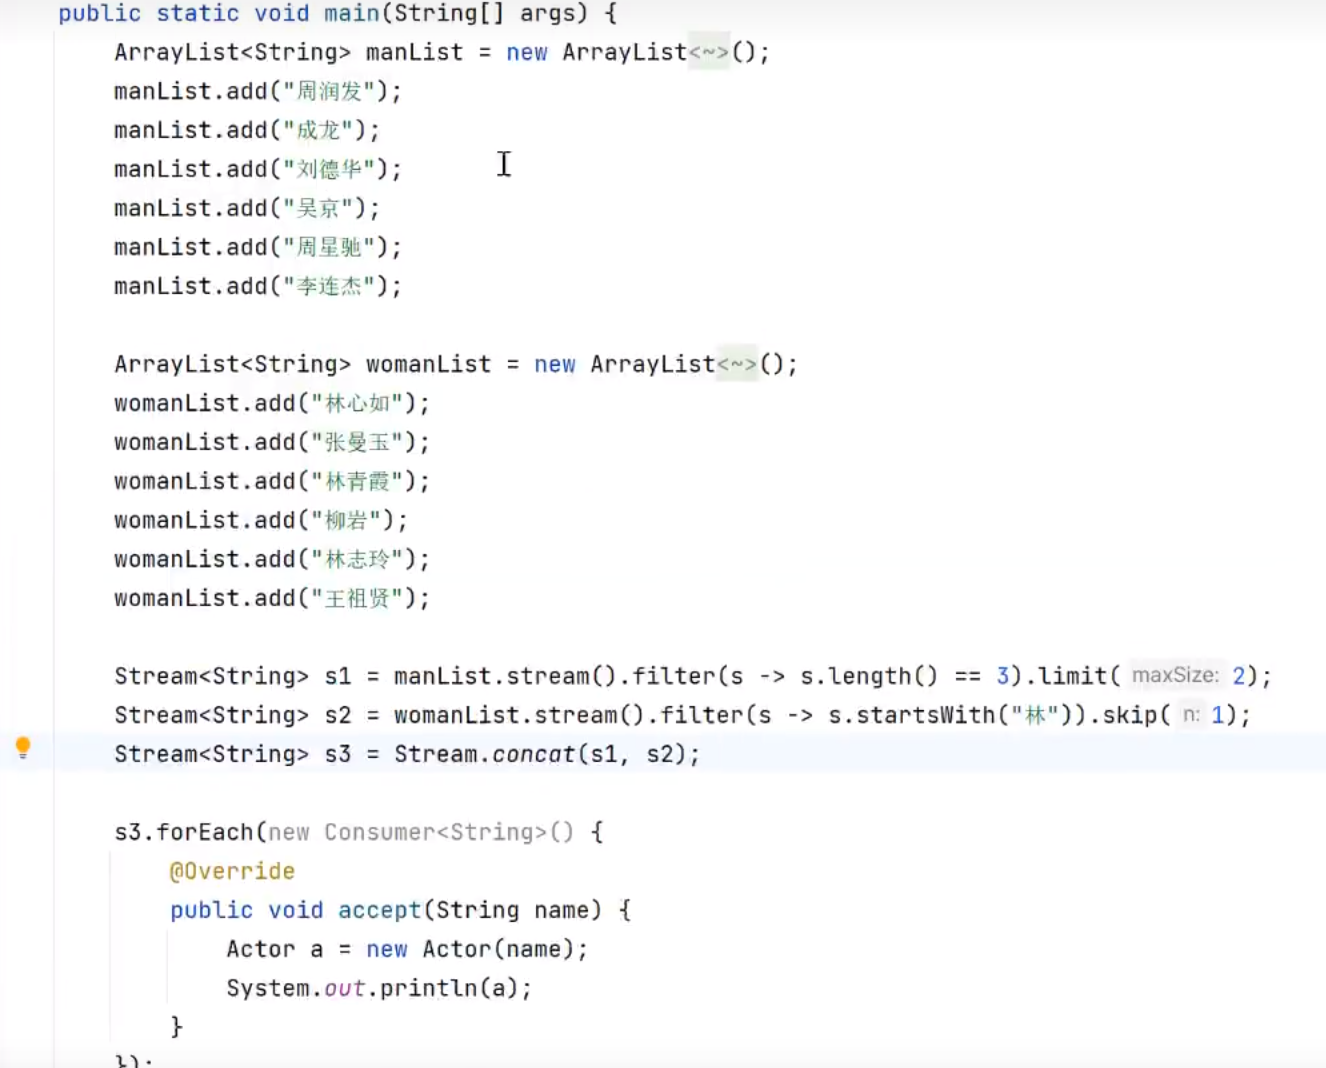 public static void main(String[] args) {
ArrayList<String> manList = new ArrayList<~>();
manList.add("周润发");
manList.add("成龙");
manList.add("刘德华");
manList.add("吴京");
manList.add("周星驰");
manList.add("李连杰");
ArrayList<String> womanList = new ArrayList<~>();
womanList.add("林心如");
womanList.add("张曼玉");
womanList.add("林青霞");
womanList.add("柳岩");
womanList.add("林志玲");
womanList.add("王祖贤");
Stream<String> s1 = manList.stream().filter(s -> s.length() == 3).limit( maxSize: 2);
Stream<String> s2 = womanList.stream().filter(s -> s.startsWith("林")).skip( n: 1);
Stream<String> s3 = Stream.concat(s1, s2);
s3.forEach(new Consumer<String>() {
@Override
public void accept(String name) {
Actor a = new Actor(name);
System.out.println(a);
}
});